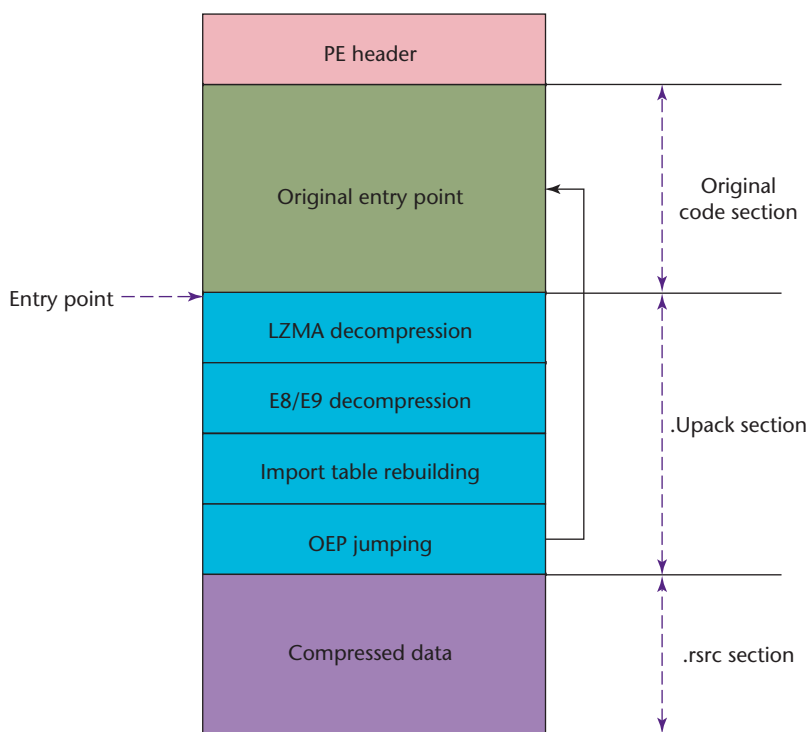 PE header
Original entry point
Original
code section
Entry point
LZMA decompression
E8/E9 decompression
.Upack section
Import table rebuilding
OEP jumping
Compressed data
.rsrc section